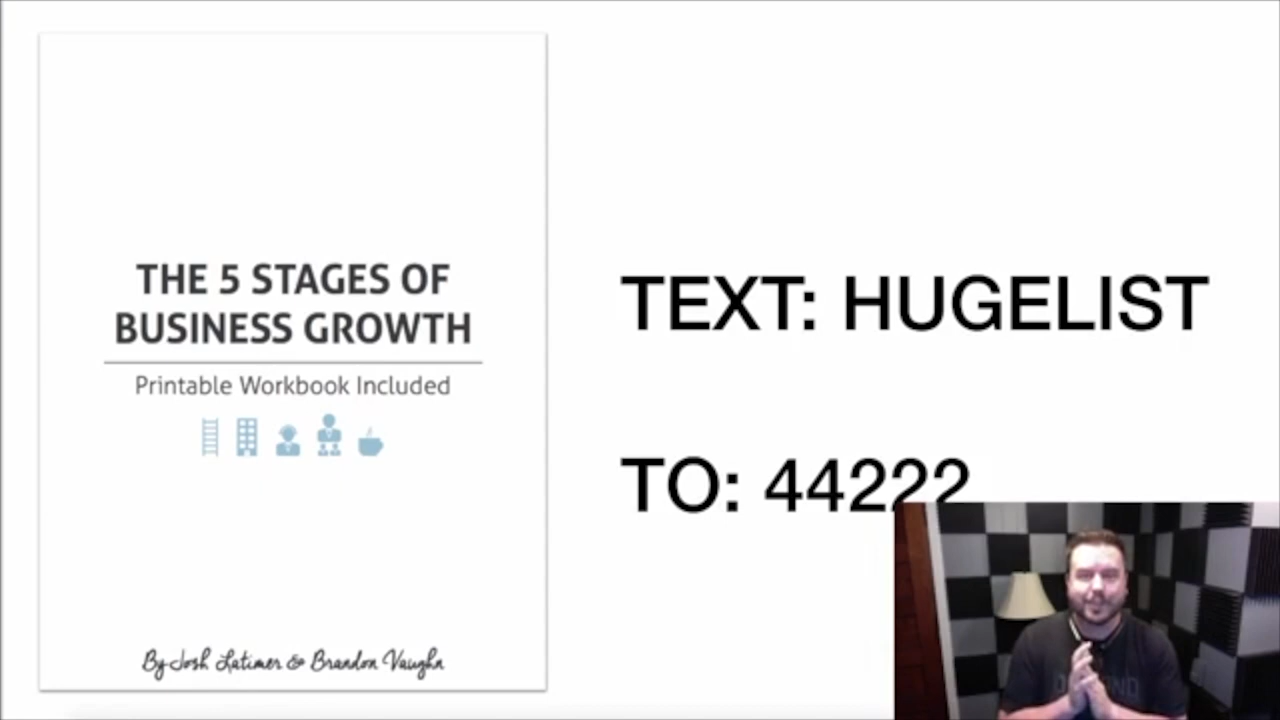 THE 5 STAGES OF
BUSINESS GROWTH
Printable Workbook Included
By Josh Latimer & Brandon Vaughn
TEXT: HUGELIST
TO: 44222